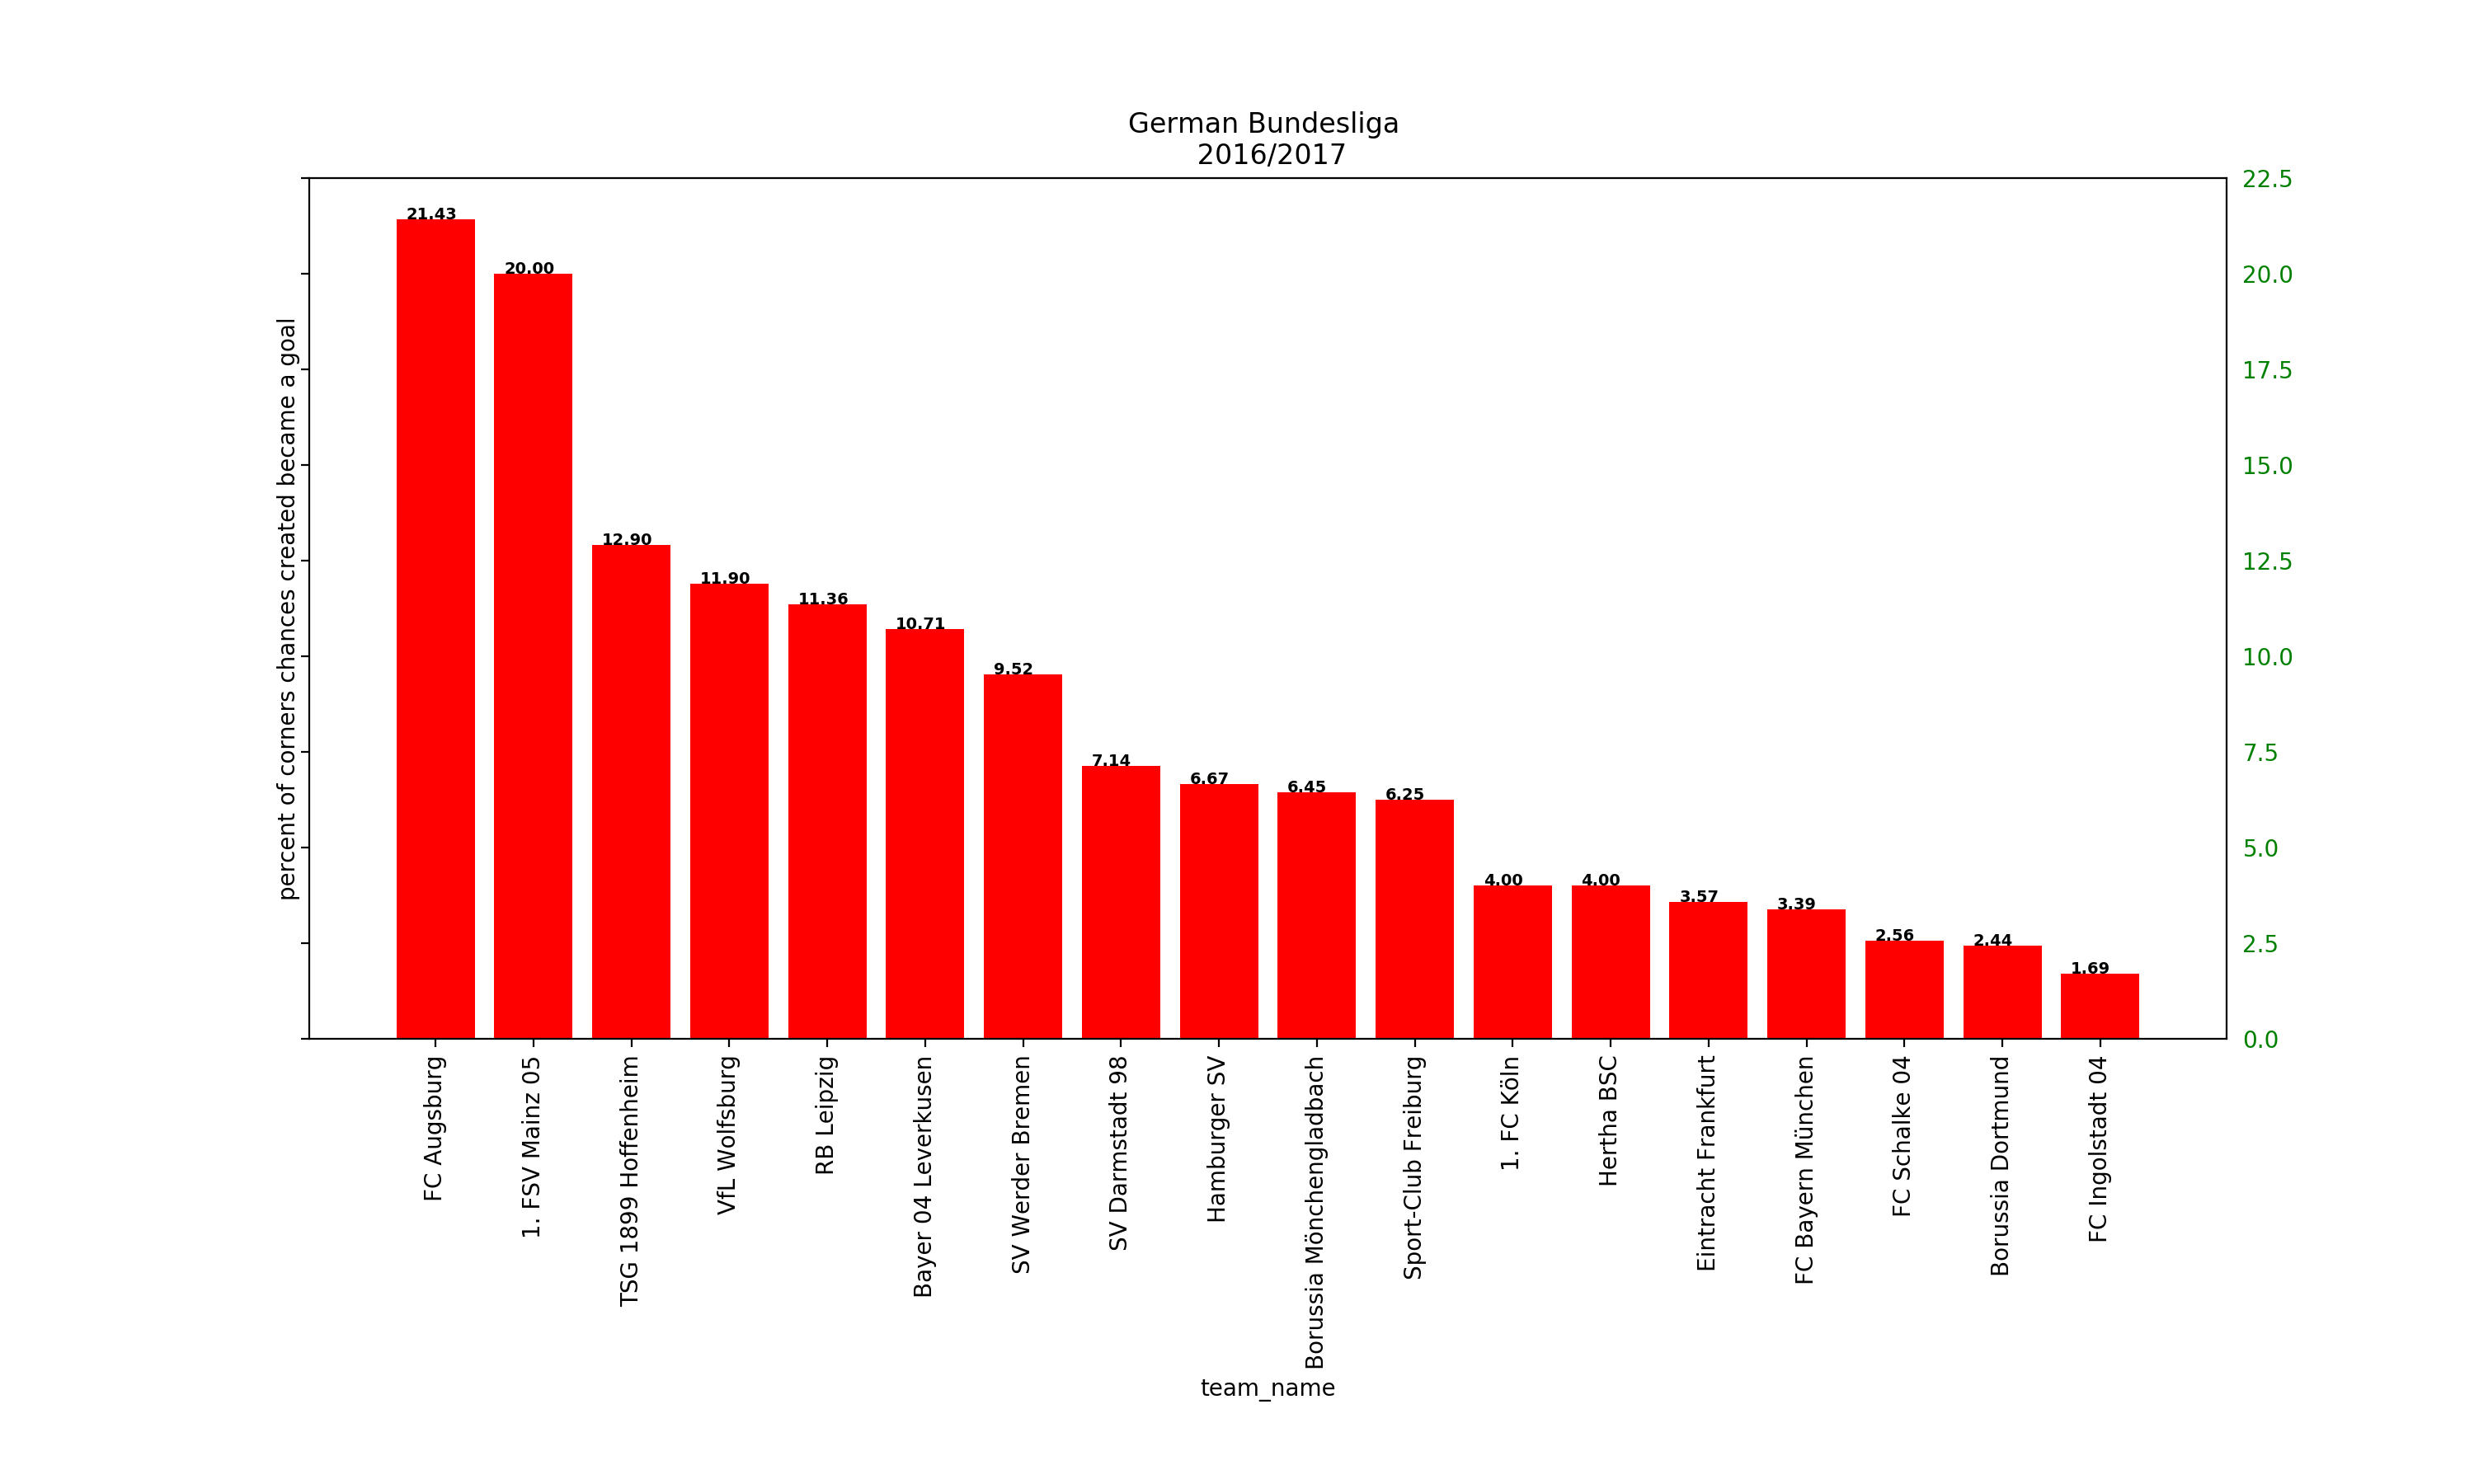 German Bundesliga
2016/2017
percent of corners chances created became a goal
22.5
20.0
17.5
15.0
12.5
10.0
7.5
5.0
2.5
0.0
21.43
20.00
12.90
11.90
11.36
10.71
9.52
7.14
6.67
6.45
6.25
4.00
4.00
3.57
3.39
2.56
2.44
1.69
FC Augsburg
1. FSV Mainz 05
TSG 1899 Hoffenheim
VfL Wolfsburg
RB Leipzig
Bayer 04 Leverkusen
SV Werder Bremen
SV Darmstadt 98
Hamburger SV
Borussia Mönchengladbach
Sport-Club Freiburg
1. FC Köln
Hertha BSC
Eintracht Frankfurt
FC Bayern München
FC Schalke 04
Borussia Dortmund
FC Ingolstadt 04
team_name